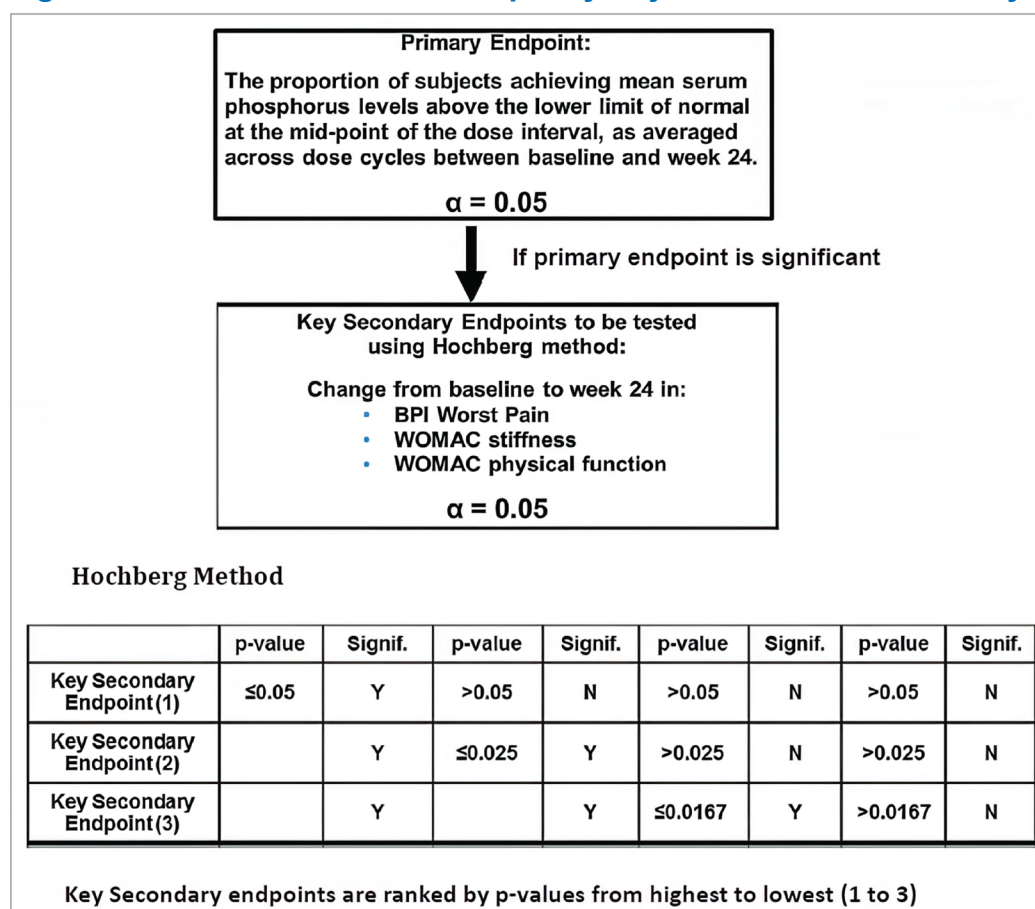 Primary Endpoint:
The proportion of subjects achieving mean serum
phosphorus levels above the lower limit of normal
at the mid-point of the dose interval, as averaged
across dose cycles between baseline and week 24.
α = 0.05
If primary endpoint is significant
Key Secondary Endpoints to be tested
using Hochberg method:
Change from baseline to week 24 in:
• BPI Worst Pain
• WOMAC stiffness
• WOMAC physical function
α = 0.05
Hochberg Method
p-value Signif. p-value Signif. p-value Signif. p-value Signif.
Key Secondary
Endpoint(1) ≤0.05 Y >0.05 N >0.05 N >0.05 N
Key Secondary
Endpoint(2) Y ≤0.025 Y >0.025 N >0.025 N
Key Secondary
Endpoint(3) Y Y ≤0.0167 Y >0.0167 N
Key Secondary endpoints are ranked by p-values from highest to lowest (1 to 3)